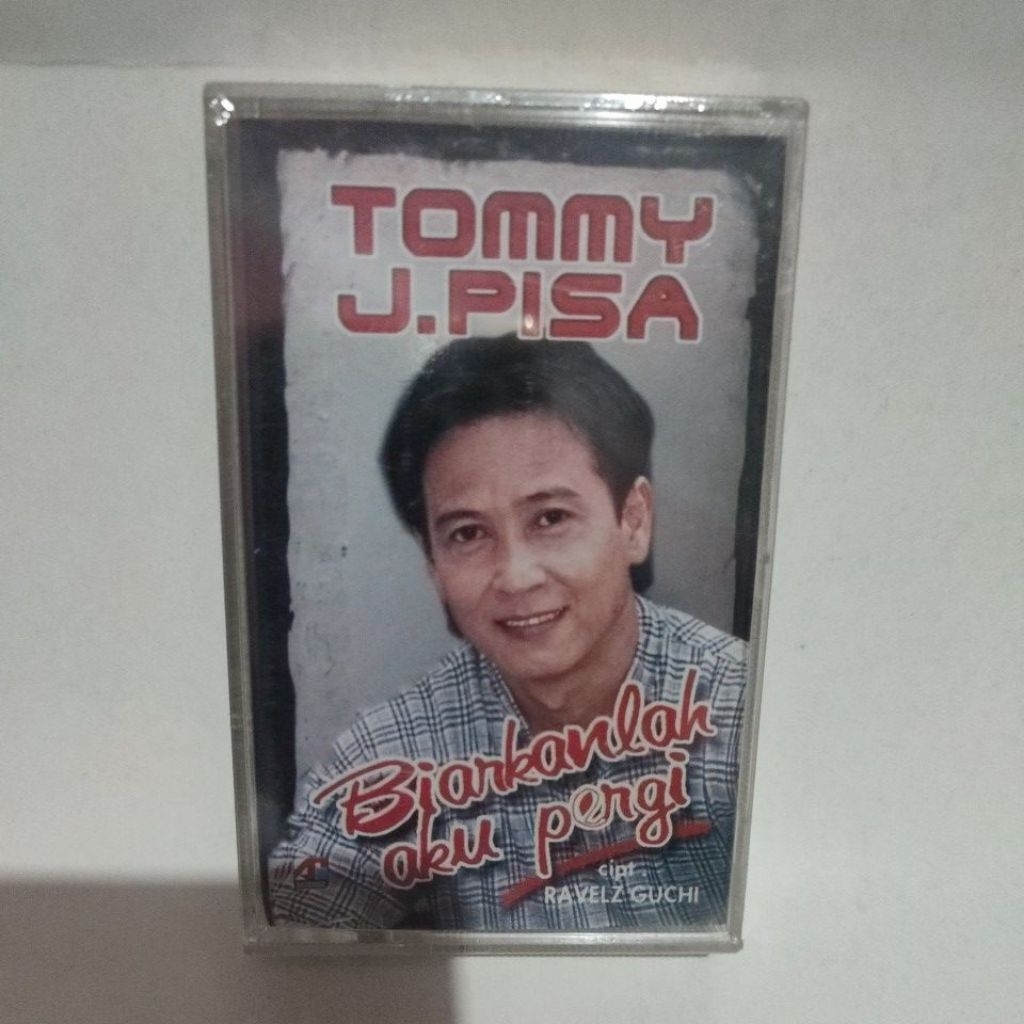 TOMMY
J.PISA
Biarkanlah
aku pergi
cipt.
RAVELZ GUCHI